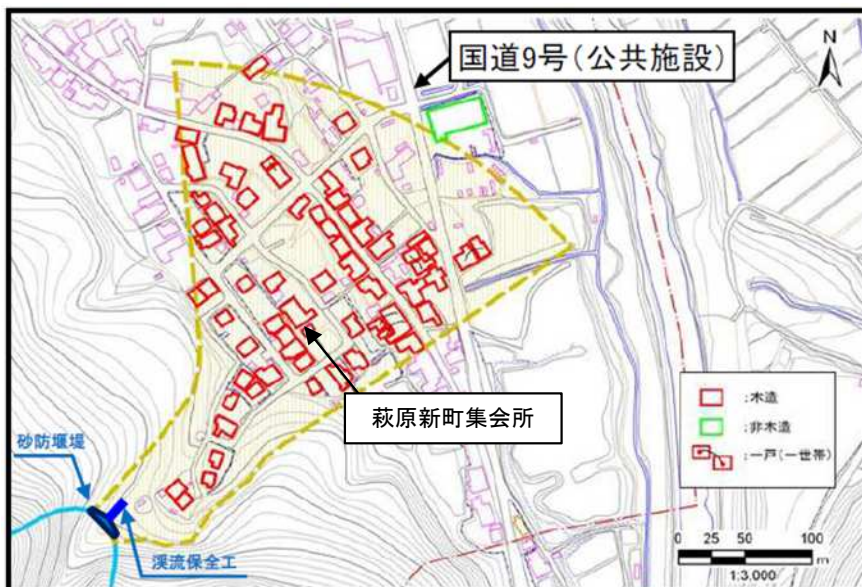 国道9号(公共施設)
N
萩原新町集会所
:木造
:非木造
:一戸(一世帯)
砂防堰堤
渓流保全工
0 25 50 100
m
1:3,000